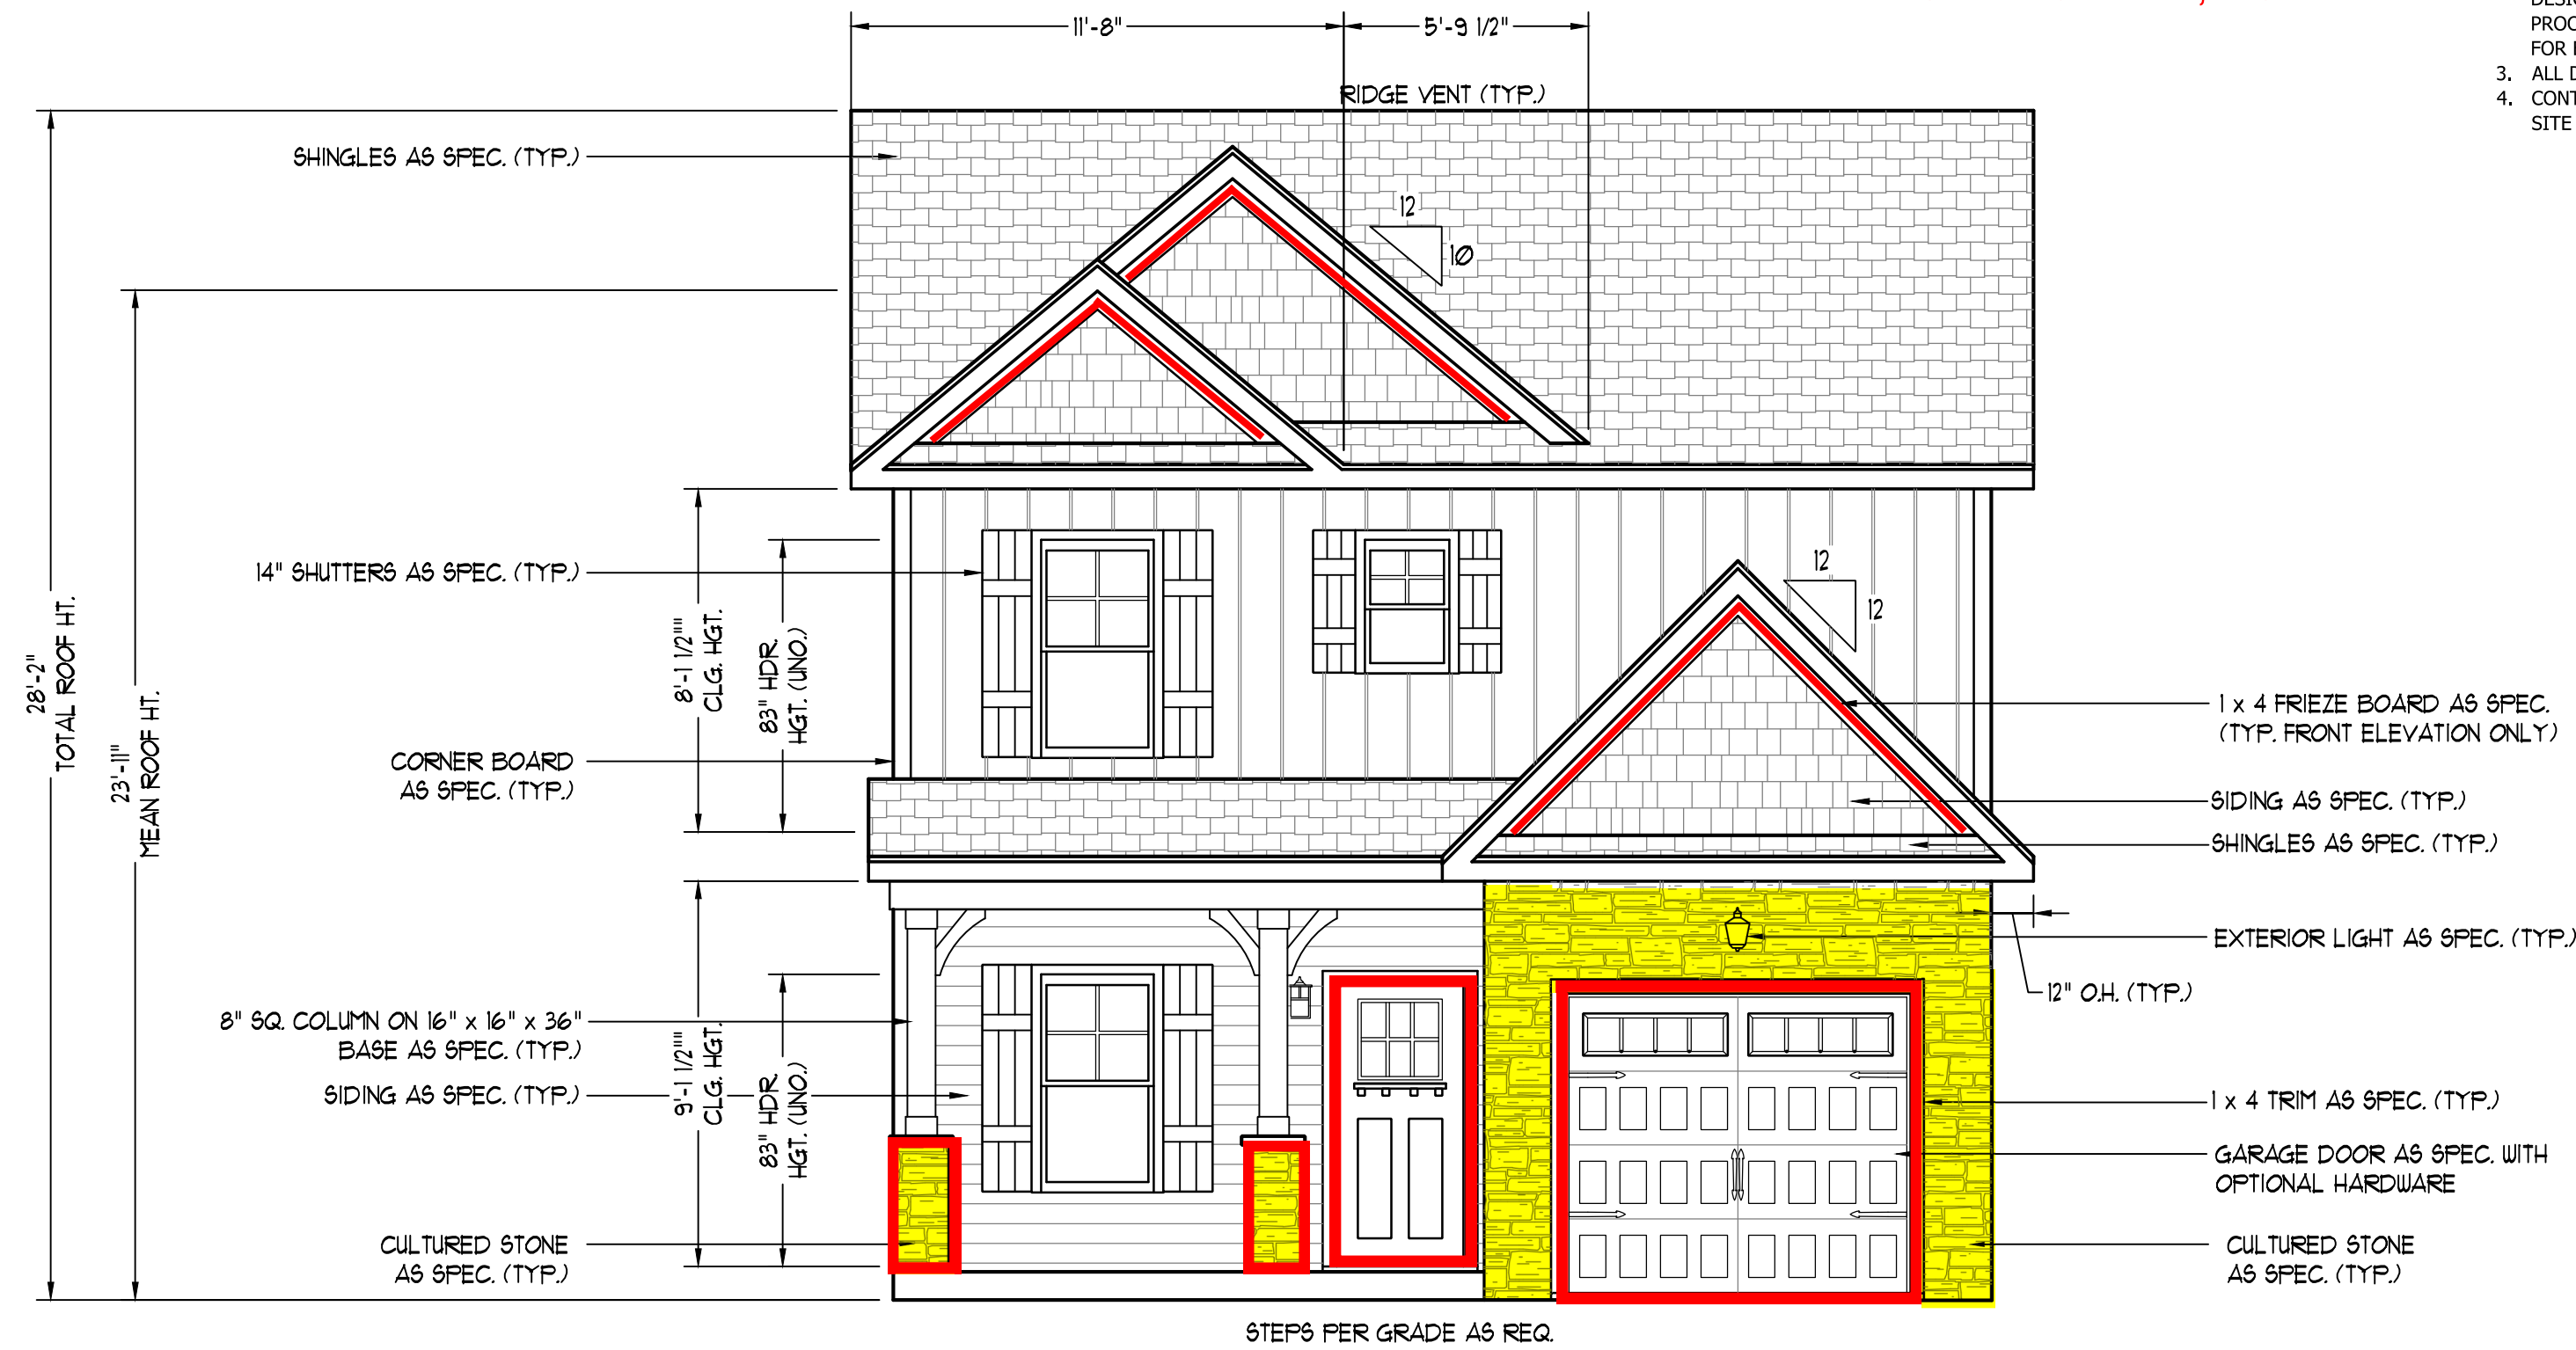 11'-8"
5'-9 1/2"
FOR
3. ALL
4.
SITE
RIDGE VENT (TYP.)
SHINGLES AS SPEC. (TYP.)
12
10
14" SHUTTERS AS SPEC. (TYP.)
12
12
28'-2"
TOTAL ROOF HT.
23'-11"
MEAN ROOF HT.
8'-1 1/2""
CLG. HGT.
83" HDR.
HGT. (UNO.)
1 x 4 FRIEZE BOARD AS SPEC.
(TYP. FRONT ELEVATION ONLY)
CORNER BOARD
AS SPEC. (TYP.)
SIDING AS SPEC. (TYP.)
SHINGLES AS SPEC. (TYP.)
EXTERIOR LIGHT AS SPEC. (TYP.)
12" O.H. (TYP.)
8" SQ. COLUMN ON 16" x 16" x 36"
BASE AS SPEC. (TYP.)
9'-1 1/2""
CLG. HGT.
83" HDR.
HGT. (UNO.)
SIDING AS SPEC. (TYP.)
1 x 4 TRIM AS SPEC. (TYP.)
GARAGE DOOR AS SPEC. WITH
OPTIONAL HARDWARE
CULTURED STONE
AS SPEC. (TYP.)
CULTURED STONE
AS SPEC. (TYP.)
STEPS PER GRADE AS REQ.